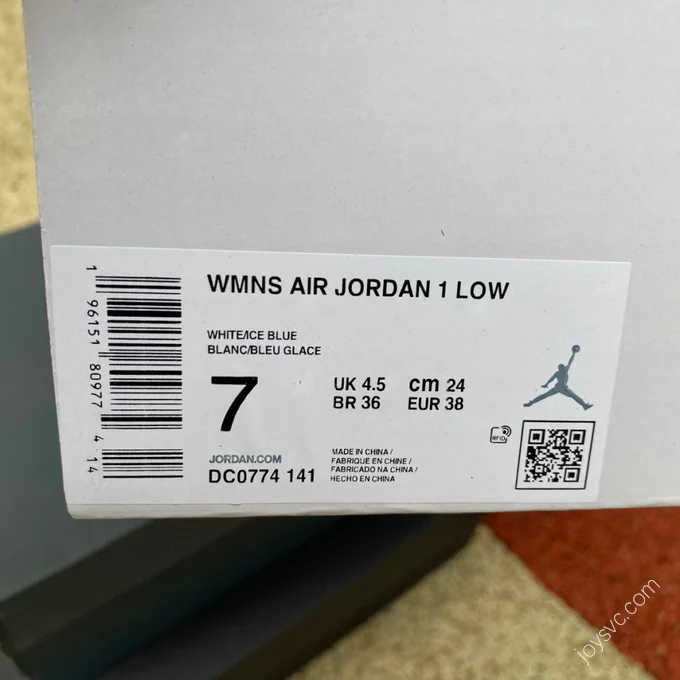 WMNS AIR JORDAN 1 LOW
WHITE/ICE BLUE
BLANC/BLEU GLACE
7
UK 4.5 cm 24
BR 36 EUR 38
JORDAN.COM
DC0774 141
MADE IN CHINA /
FABRIQUE EN CHINE /
FABRICADO NA CHINA /
HECHO EN CHINA
RFID
1 96151 80977 4 14
joysvc.com